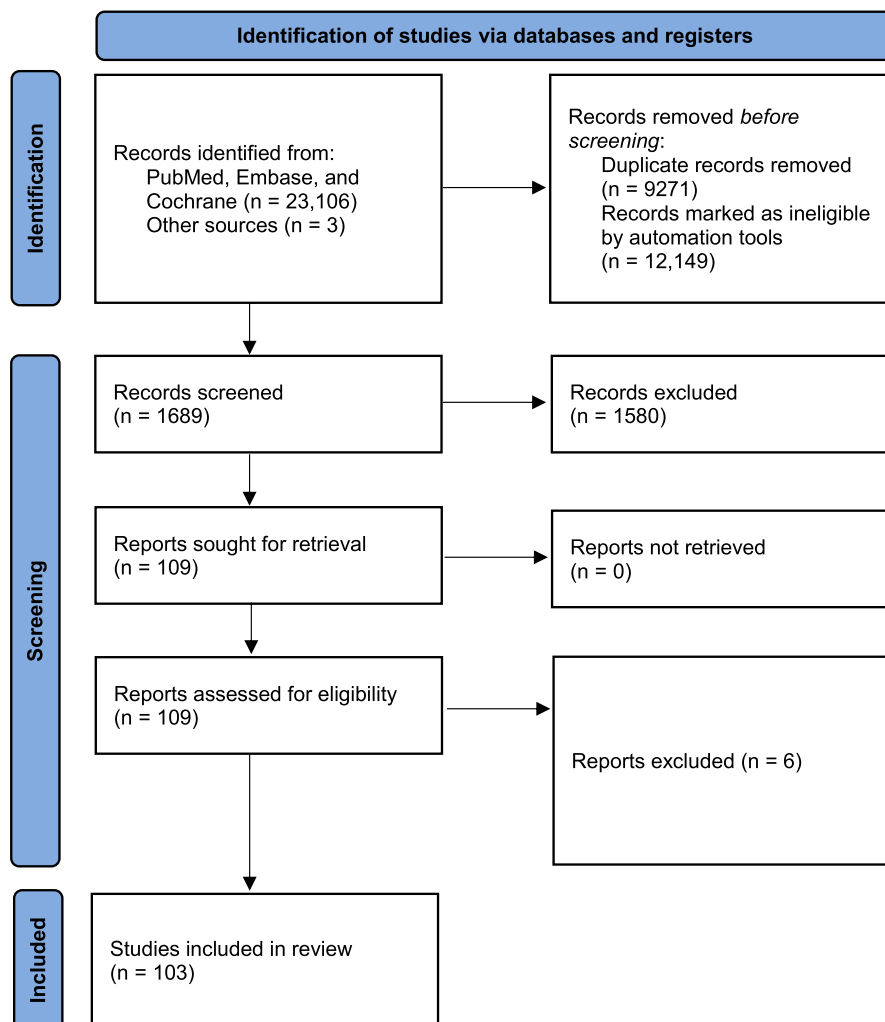 Identification of studies via databases and registers
Identification
Records identified from:
PubMed, Embase, and
Cochrane (n = 23,106)
Other sources (n = 3)
Records removed before
screening:
Duplicate records removed
(n = 9271)
Records marked as ineligible
by automation tools
(n = 12,149)
Screening
Records screened
(n = 1689)
Records excluded
(n = 1580)
Reports sought for retrieval
(n = 109)
Reports not retrieved
(n = 0)
Reports assessed for eligibility
(n = 109)
Reports excluded (n = 6)
Included
Studies included in review
(n = 103)